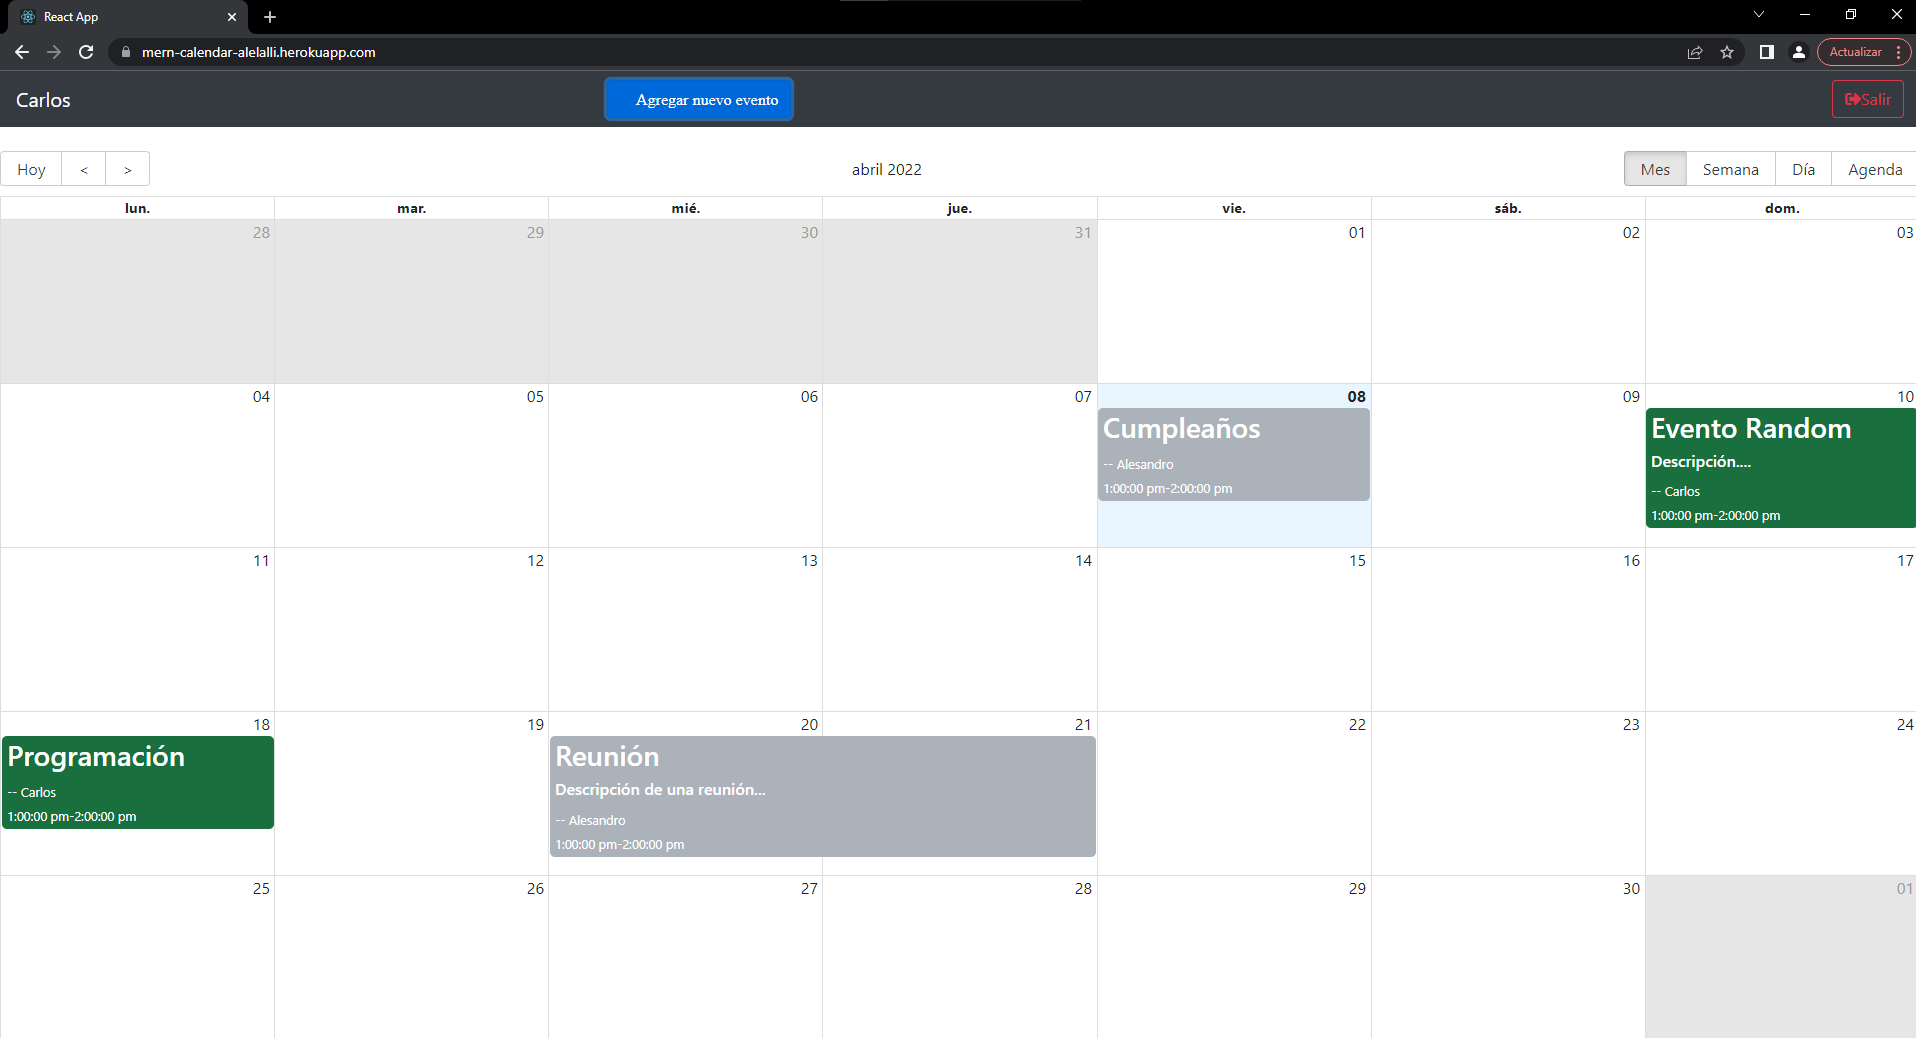 React App
mern-calendar-alelalli.herokuapp.com
Actualizar
Carlos
Agregar nuevo evento
Salir
Hoy < >
abril 2022
Mes Semana Día Agenda
lun. mar. mié. jue. vie. sáb. dom.
28 29 30 31 01 02 03
04 05 06 07 08 09 10
Cumpleaños
-- Alesandro
1:00:00 pm-2:00:00 pm
Evento Random
Descripción....
-- Carlos
1:00:00 pm-2:00:00 pm
11 12 13 14 15 16 17
18 19 20 21 22 23 24
Programación
-- Carlos
1:00:00 pm-2:00:00 pm
Reunión
Descripción de una reunión...
-- Alesandro
1:00:00 pm-2:00:00 pm
25 26 27 28 29 30 01